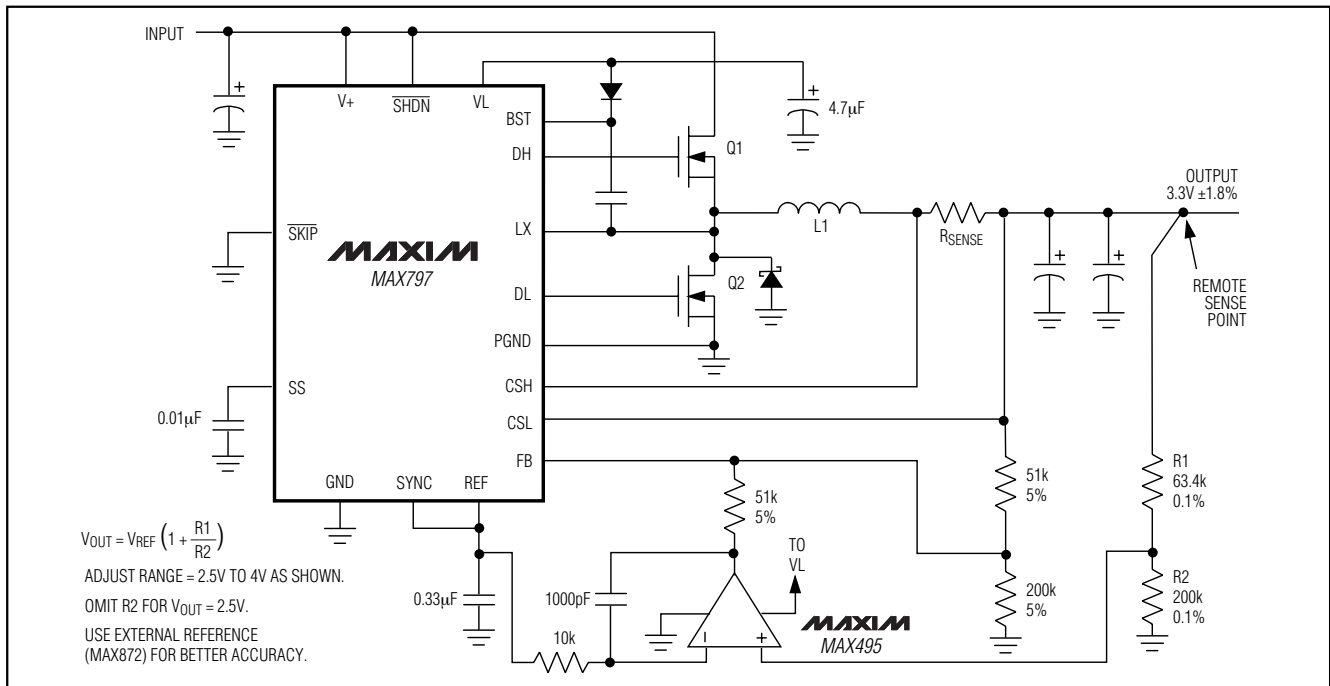 INPUT
V+
SHDN
VL
BST
DH
LX
DL
PGND
CSH
CSL
FB
SKIP
SS
GND
SYNC
REF
MAXIM
MAX797
+
+
4.7μF
Q1
Q2
L1
RSENSE
+
+
OUTPUT
3.3V ±1.8%
REMOTE
SENSE
POINT
0.01μF
51k
5%
51k
5%
R1
63.4k
0.1%
200k
5%
R2
200k
0.1%
TO
VL
0.33μF
1000pF
10k
–
+
MAXIM
MAX495
VOUT = VREF (1 + R1/R2)
ADJUST RANGE = 2.5V TO 4V AS SHOWN.
OMIT R2 FOR VOUT = 2.5V.
USE EXTERNAL REFERENCE
(MAX872) FOR BETTER ACCURACY.